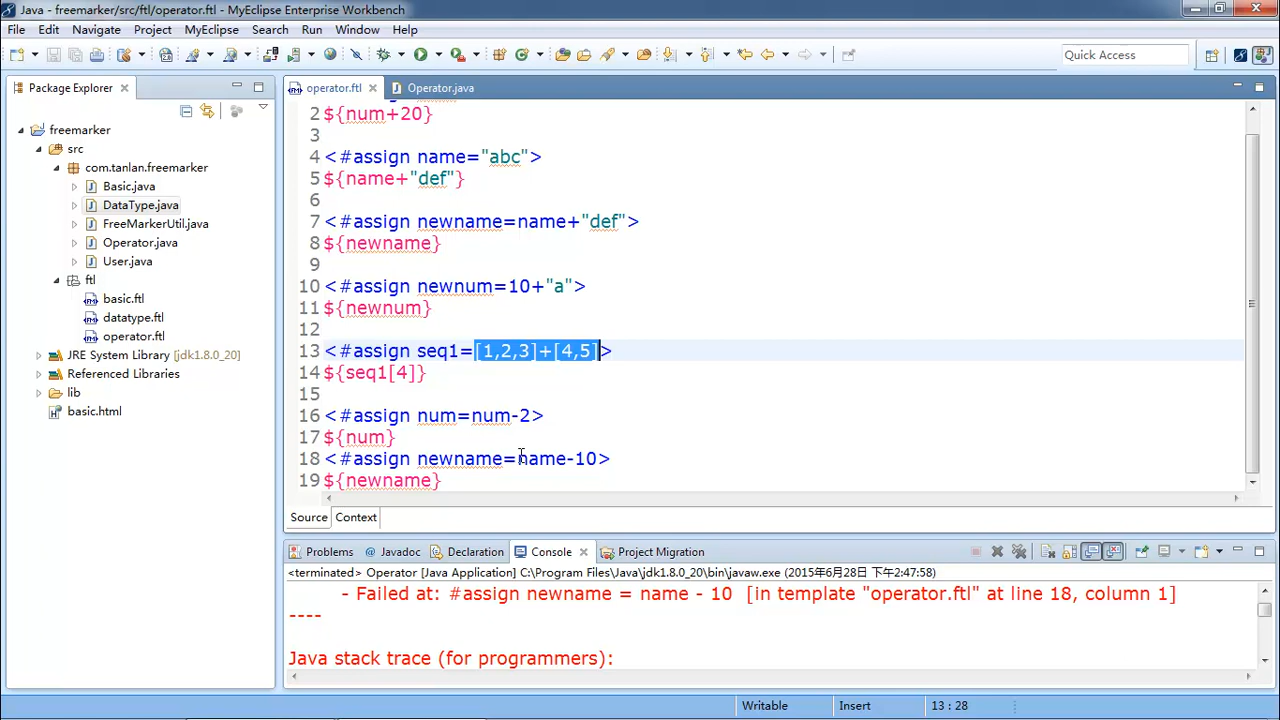 Java - freemarker/src/ftl/operator.ftl - MyEclipse Enterprise Workbench
File Edit Navigate Project MyEclipse Search Run Window Help
Quick Access
Package Explorer
freemarker
src
com.tanlan.freemarker
Basic.java
DataType.java
FreeMarkerUtil.java
Operator.java
User.java
ftl
basic.ftl
datatype.ftl
operator.ftl
JRE System Library [jdk1.8.0_20]
Referenced Libraries
lib
basic.html
operator.ftl Operator.java
2 ${num+20}
3
4 <#assign name="abc">
5 ${name+"def"}
6
7 <#assign newname=name+"def">
8 ${newname}
9
10 <#assign newnum=10+"a">
11 ${newnum}
12
13 <#assign seq1=[1,2,3]+[4,5]>
14 ${seq1[4]}
15
16 <#assign num=num-2>
17 ${num}
18 <#assign newname=name-10>
19 ${newname}
Source Context
Problems Javadoc Declaration Console Project Migration
<terminated> Operator [Java Application] C:\Program Files\Java\jdk1.8.0_20\bin\javaw.exe (2015年6月28日 下午2:47:58)
- Failed at: #assign newname = name - 10 [in template "operator.ftl" at line 18, column 1]
----
Java stack trace (for programmers):
Writable Insert 13 : 28